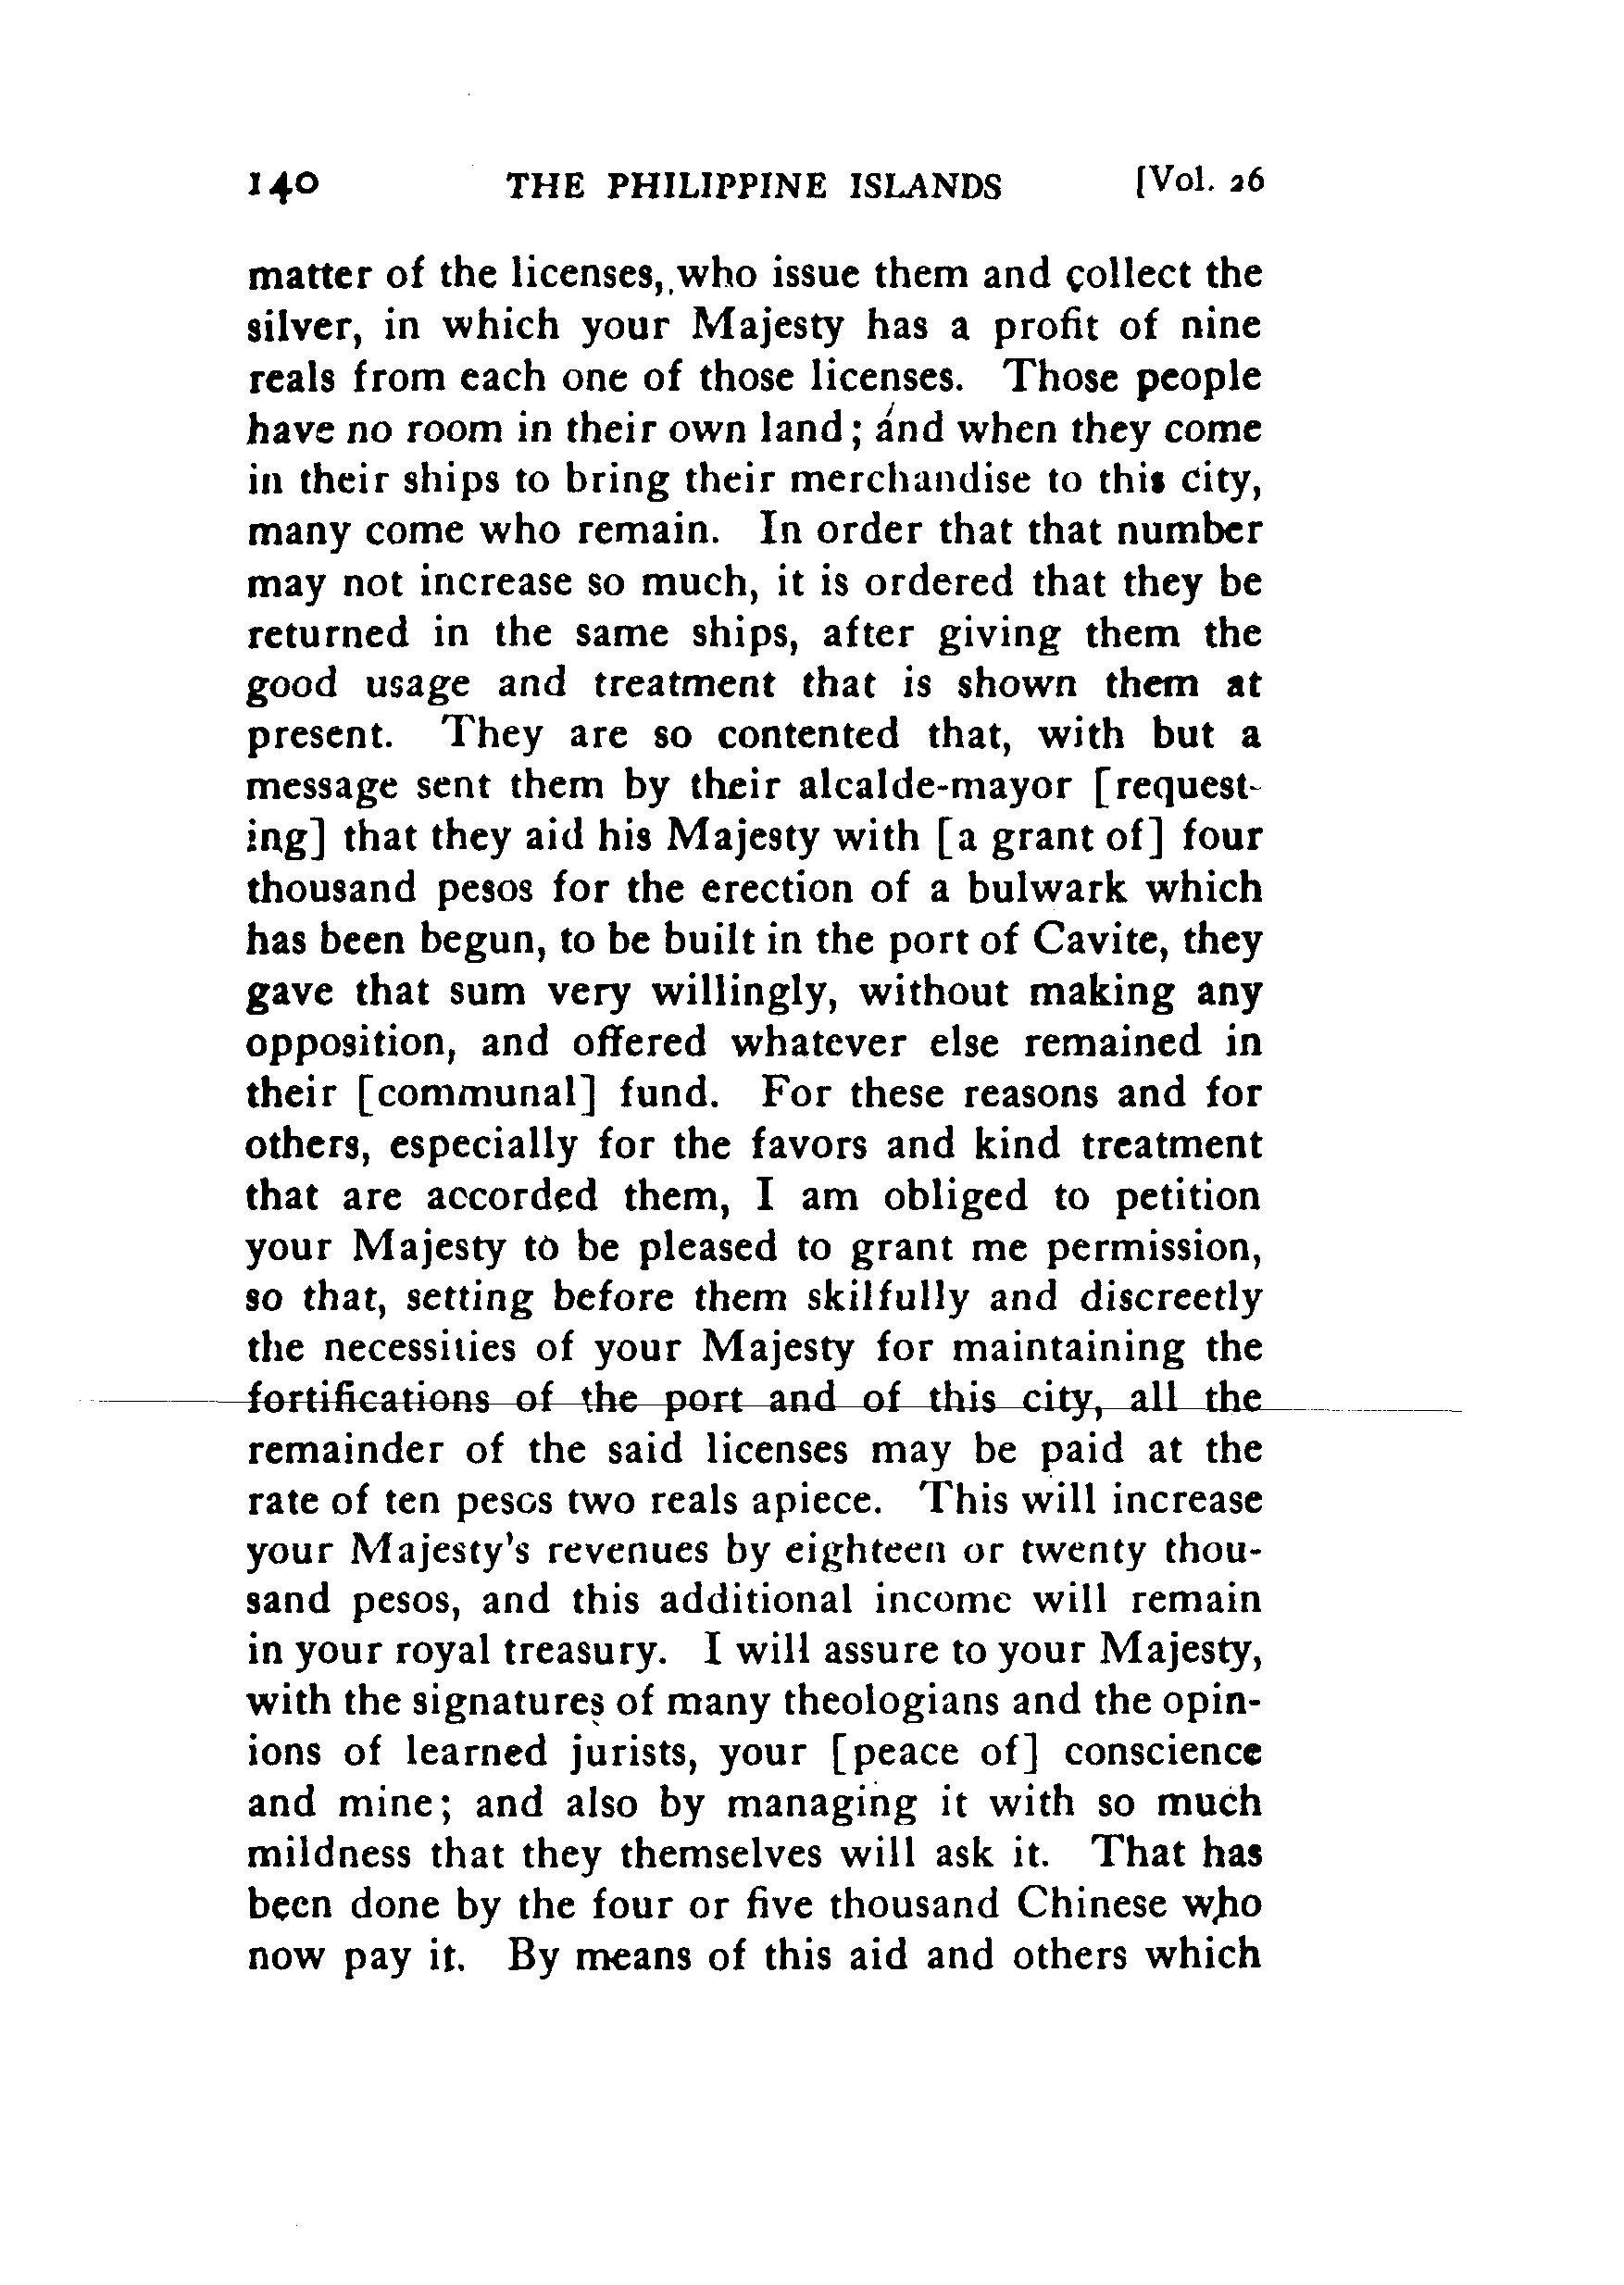 140 THE PHILIPPINE ISLANDS [Vol. 26
matter of the licenses, who issue them and collect the
silver, in which your Majesty has a profit of nine
reals from each one of those licenses. Those people
have no room in their own land; and when they come
in their ships to bring their merchandise to this city,
many come who remain. In order that that number
may not increase so much, it is ordered that they be
returned in the same ships, after giving them the
good usage and treatment that is shown them at
present. They are so contented that, with but a
message sent them by their alcalde-mayor [request-
ing] that they aid his Majesty with [a grant of] four
thousand pesos for the erection of a bulwark which
has been begun, to be built in the port of Cavite, they
gave that sum very willingly, without making any
opposition, and offered whatever else remained in
their [communal] fund. For these reasons and for
others, especially for the favors and kind treatment
that are accorded them, I am obliged to petition
your Majesty to be pleased to grant me permission,
so that, setting before them skilfully and discreetly
the necessities of your Majesty for maintaining the
fortifications of the port and of this city, all the
remainder of the said licenses may be paid at the
rate of ten pesos two reals apiece. This will increase
your Majesty's revenues by eighteen or twenty thou-
sand pesos, and this additional income will remain
in your royal treasury. I will assure to your Majesty,
with the signatures of many theologians and the opin-
ions of learned jurists, your [peace of] conscience
and mine; and also by managing it with so much
mildness that they themselves will ask it. That has
been done by the four or five thousand Chinese who
now pay it. By means of this aid and others which